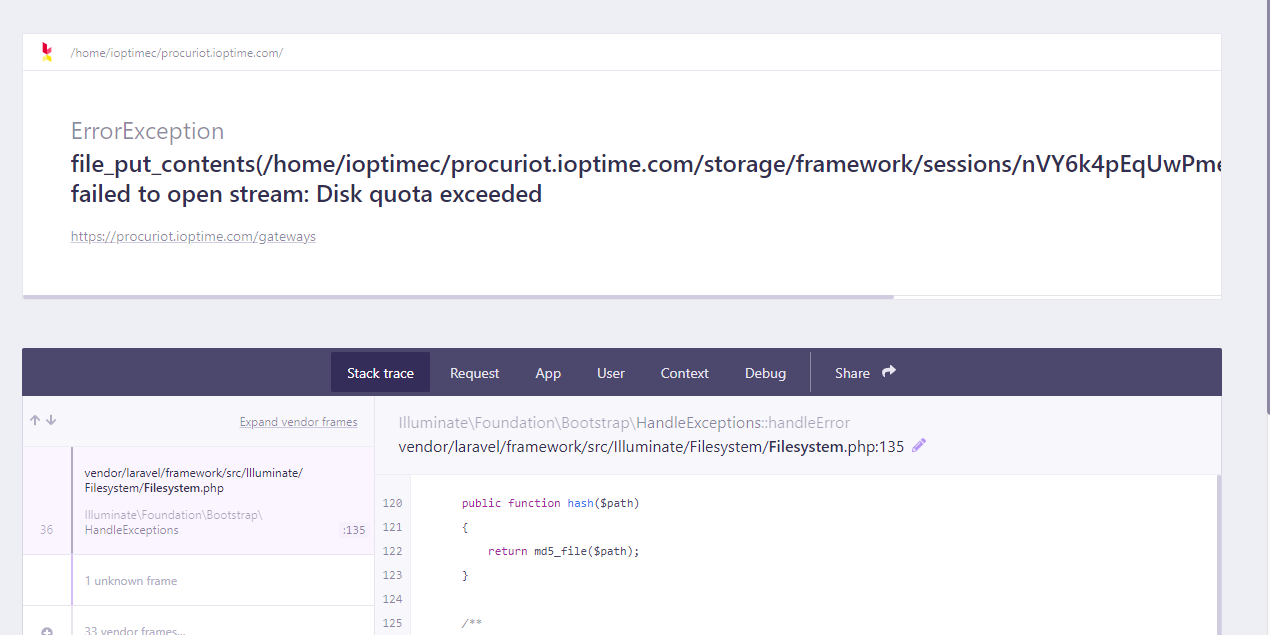 /home/ioptimec/procuriot.ioptime.com/
ErrorException
file_put_contents(/home/ioptimec/procuriot.ioptime.com/storage/framework/sessions/nVY6k4pEqUwPme
failed to open stream: Disk quota exceeded
https://procuriot.ioptime.com/gateways
Stack trace Request App User Context Debug Share
Expand vendor frames
vendor/laravel/framework/src/Illuminate/
Filesystem/Filesystem.php
Illuminate\Foundation\Bootstrap\
36 HandleExceptions :135
1 unknown frame
33 vendor frames...
Illuminate\Foundation\Bootstrap\HandleExceptions::handleError
vendor/laravel/framework/src/Illuminate/Filesystem/Filesystem.php:135
120 public function hash($path)
121 {
122 return md5_file($path);
123 }
124
125 /**